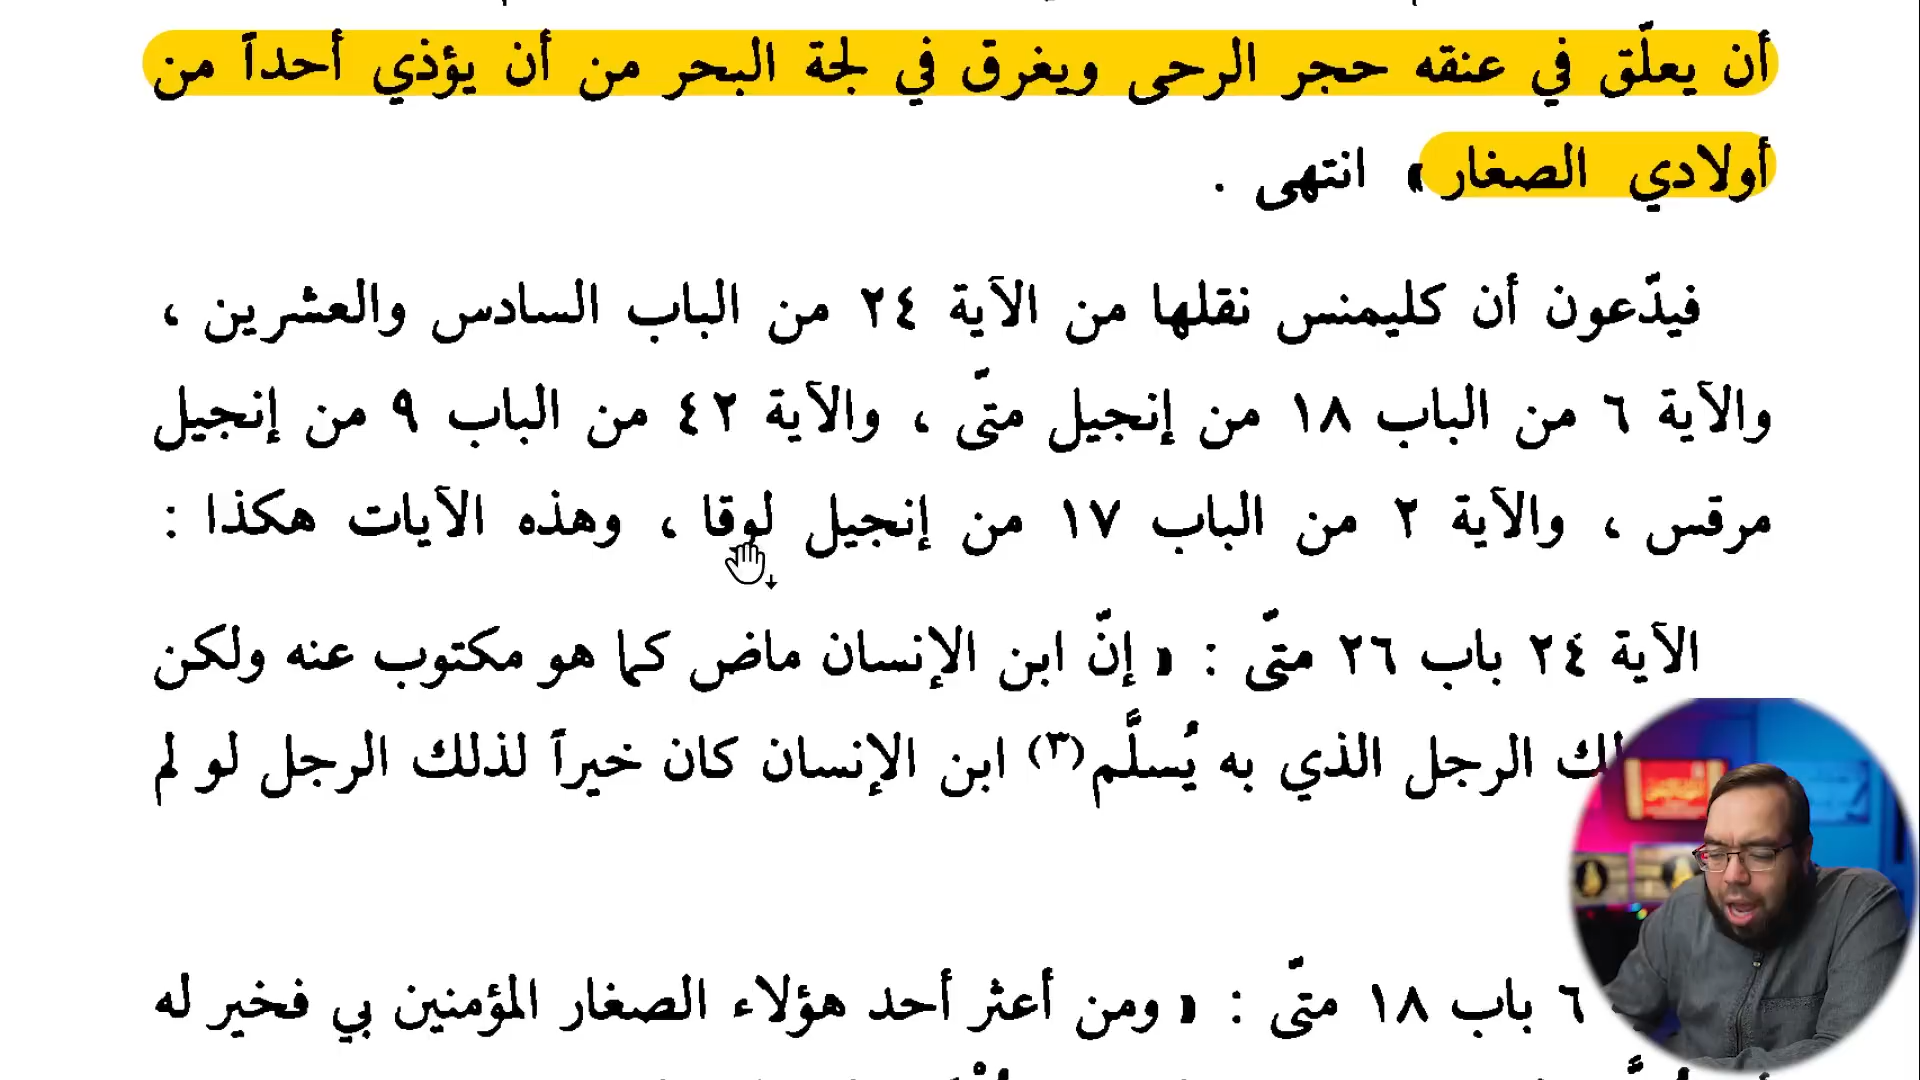 أن يعلّق في عنقه حجر الرحى ويغرق في لجة البحر من أن يؤذي أحداً من
أولادي الصغار» انتهى .
فيدّعون أن كليمنس نقلها من الآية ٢٤ من الباب السادس والعشرين ،
والآية ٦ من الباب ١٨ من إنجيل متّى ، والآية ٤٢ من الباب ٩ من إنجيل
مرقس ، والآية ٢ من الباب ١٧ من إنجيل لوقا ، وهذه الآيات هكذا :
الآية ٢٤ باب ٢٦ متّى : « إنّ ابن الإنسان ماض كما هو مكتوب عنه ولكن
الرجل الذي به يُسلَّم(٣) ابن الإنسان كان خيراً لذلك الرجل لو لم
٦ باب ١٨ متّى : « ومن أعثر أحد هؤلاء الصغار المؤمنين بي فخير له